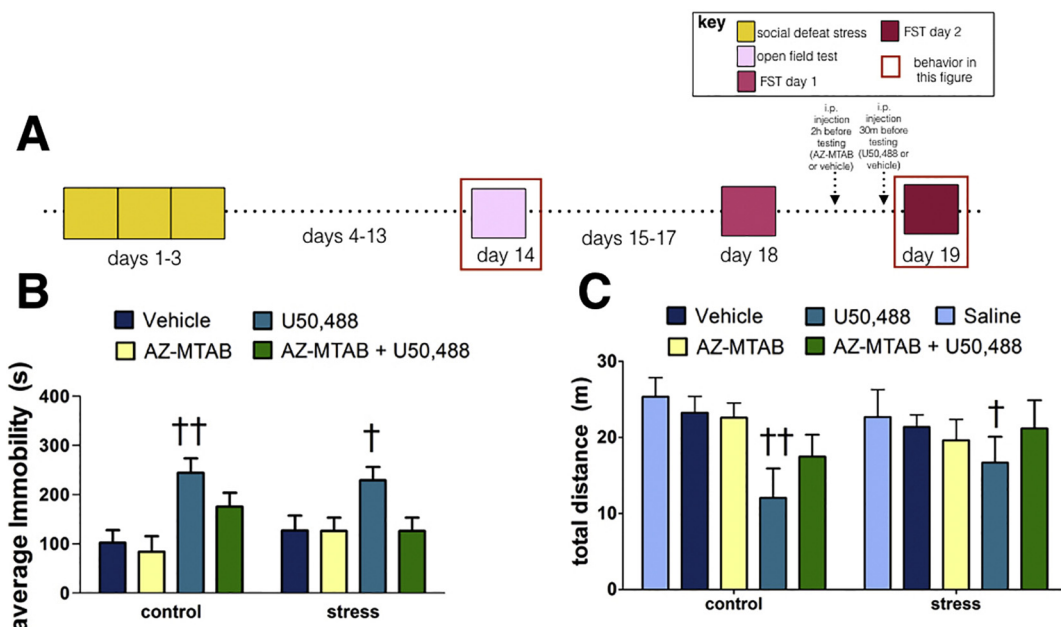 key
social defeat stress
open field test
FST day 1
FST day 2
behavior in
this figure
A
i.p.
injection
2h before
testing
(AZ-MTAB
or vehicle)
i.p.
injection
30m before
testing
(U50,488 or
vehicle)
days 1-3
days 4-13
day 14
days 15-17
day 18
day 19
B
Vehicle
U50,488
AZ-MTAB
AZ-MTAB + U50,488
average Immobility (s)
400
300
200
100
0
††
†
control
stress
C
Vehicle
U50,488
Saline
AZ-MTAB
AZ-MTAB + U50,488
total distance (m)
30
20
10
0
††
†
control
stress